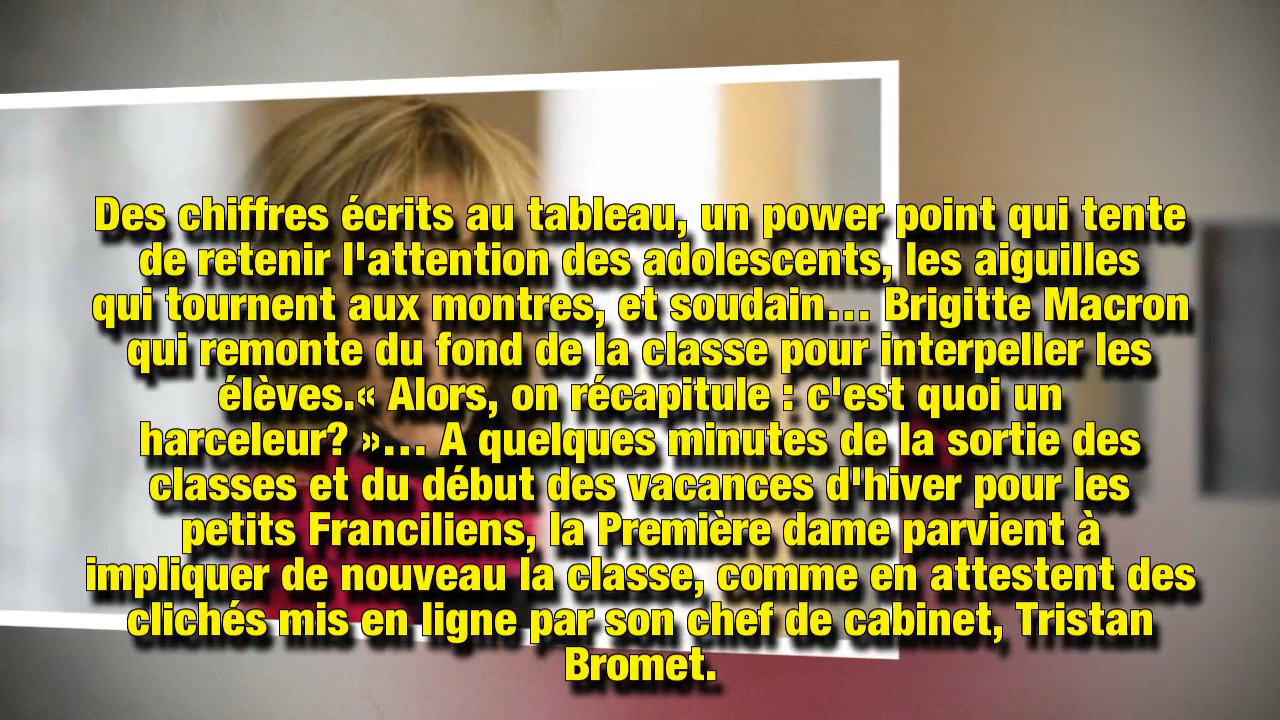 Des chiffres écrits au tableau, un power point qui tente
de retenir l'attention des adolescents, les aiguilles
qui tournent aux montres, et soudain… Brigitte Macron
qui remonte du fond de la classe pour interpeller les
élèves.« Alors, on récapitule : c'est quoi un
harceleur? »… A quelques minutes de la sortie des
classes et du début des vacances d'hiver pour les
petits Franciliens, la Première dame parvient à
impliquer de nouveau la classe, comme en attestent des
clichés mis en ligne par son chef de cabinet, Tristan
Bromet.